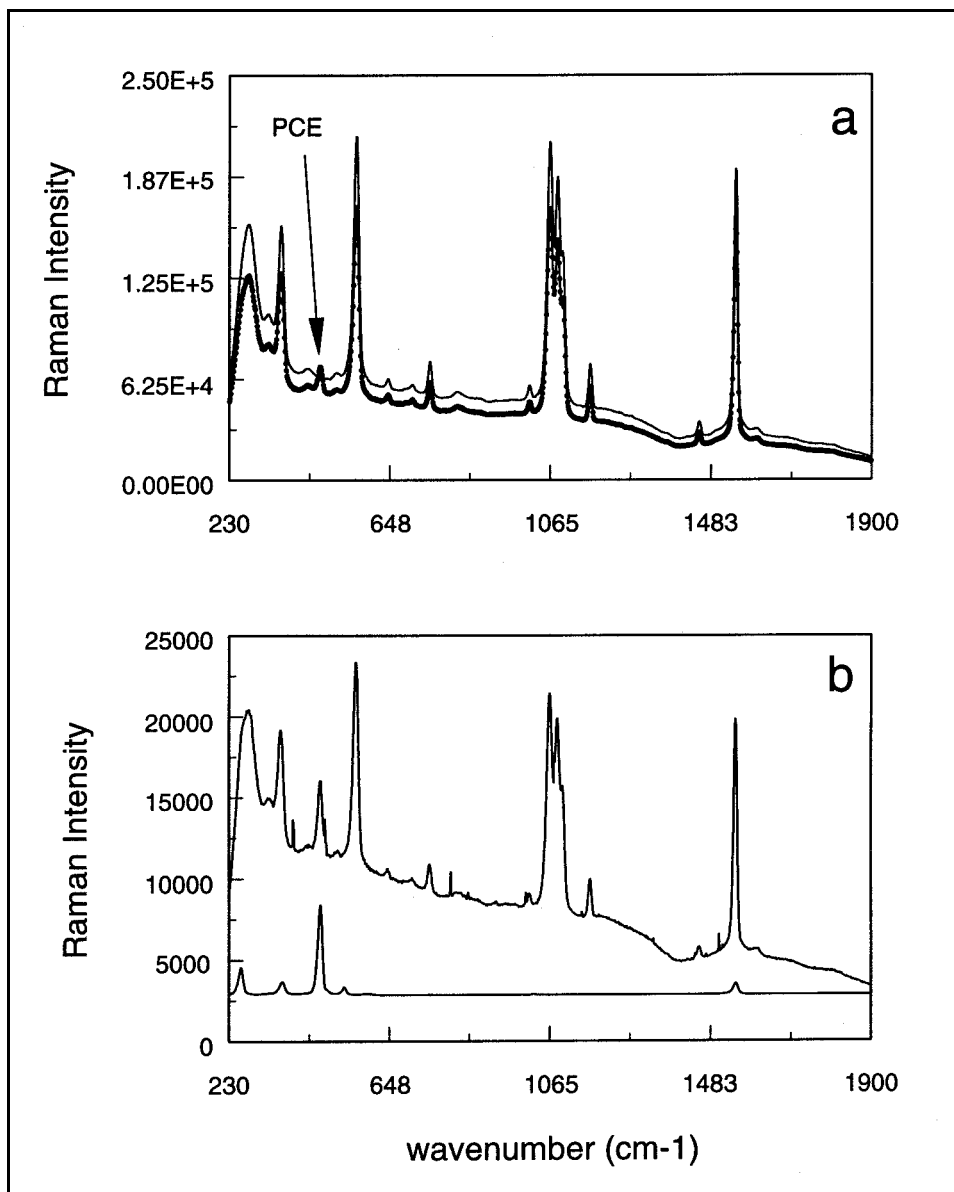 2.50E+5
a
PCE
1.87E+5
Raman Intensity
1.25E+5
6.25E+4
0.00E00
230 648 1065 1483 1900
25000
b
20000
15000
Raman Intensity
10000
5000
0
230 648 1065 1483 1900
wavenumber (cm-1)